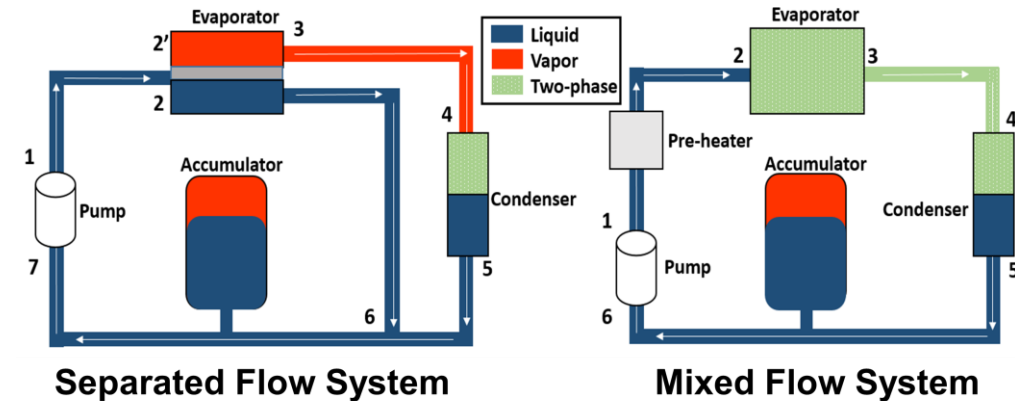 Evaporator
2'
3
2
4
1
Accumulator
Pump
Condenser
7
5
6
Separated Flow System
Liquid
Vapor
Two-phase
Evaporator
2
3
4
Pre-heater
Accumulator
1
Condenser
Pump
5
6
Mixed Flow System